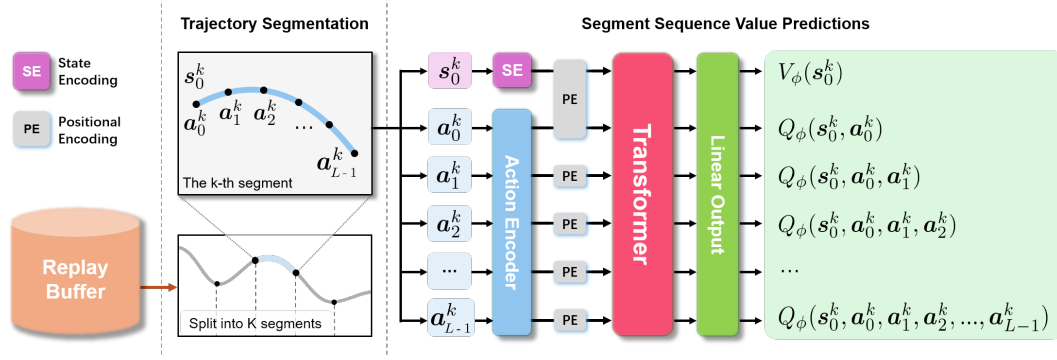 Trajectory Segmentation
Segment Sequence Value Predictions
SE
State
Encoding
PE
Positional
Encoding
Replay
Buffer
s_0^k
a_0^k
a_1^k
a_2^k
...
a_{L-1}^k
The k-th segment
Split into K segments
s_0^k
a_0^k
a_1^k
a_2^k
...
a_{L-1}^k
SE
Action Encoder
PE
PE
PE
PE
PE
Transformer
Linear Output
V_ϕ(s_0^k)
Q_ϕ(s_0^k, a_0^k)
Q_ϕ(s_0^k, a_0^k, a_1^k)
Q_ϕ(s_0^k, a_0^k, a_1^k, a_2^k)
...
Q_ϕ(s_0^k, a_0^k, a_1^k, a_2^k, ..., a_{L-1}^k)